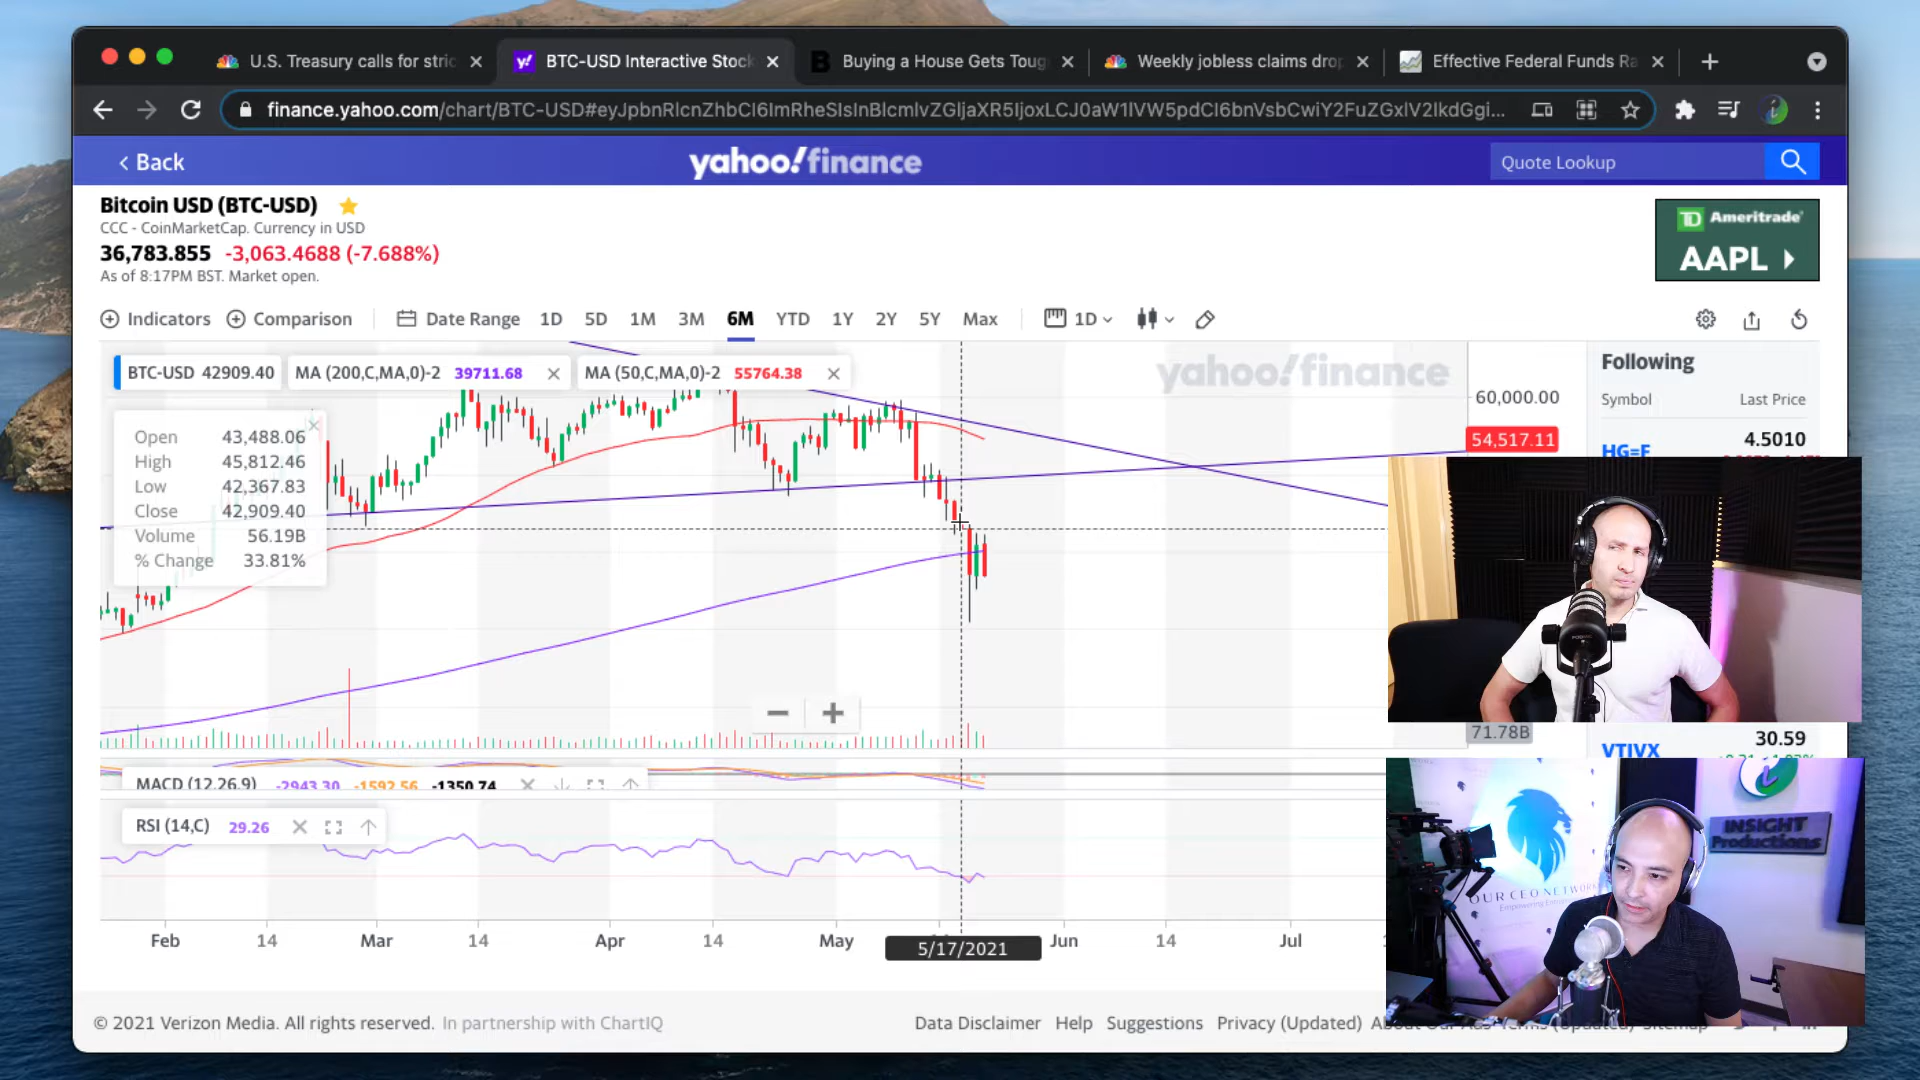 U.S. Treasury calls for stric
BTC-USD Interactive Stock
Buying a House Gets Toug
Weekly jobless claims drop
Effective Federal Funds Ra
finance.yahoo.com/chart/BTC-USD#
Back
yahoo!finance
Quote Lookup
Bitcoin USD (BTC-USD)
CCC - CoinMarketCap. Currency in USD
36,783.855 -3,063.4688 (-7.688%)
As of 8:17PM BST. Market open.
TD Ameritrade
AAPL
Indicators Comparison Date Range 1D 5D 1M 3M 6M YTD 1Y 2Y 5Y Max 1D
BTC-USD 42909.40 MA (200,C,MA,0)-2 39711.68 MA (50,C,MA,0)-2 55764.38
yahoo!finance
Open 43,488.06
High 45,812.46
Low 42,367.83
Close 42,909.40
Volume 56.19B
% Change 33.81%
60,000.00
54,517.11
71.78B
Following
Symbol Last Price
HG=F 4.5010
VTIVX 30.59
MACD (12,26,9) -2943.30 -1592.56 -1350.74
RSI (14,C) 29.26
Feb 14 Mar 14 Apr 14 May 5/17/2021 Jun 14 Jul
INSIGHT
Productions
OUR CEO NETWORK
© 2021 Verizon Media. All rights reserved. In partnership with ChartIQ
Data Disclaimer Help Suggestions Privacy (Updated)